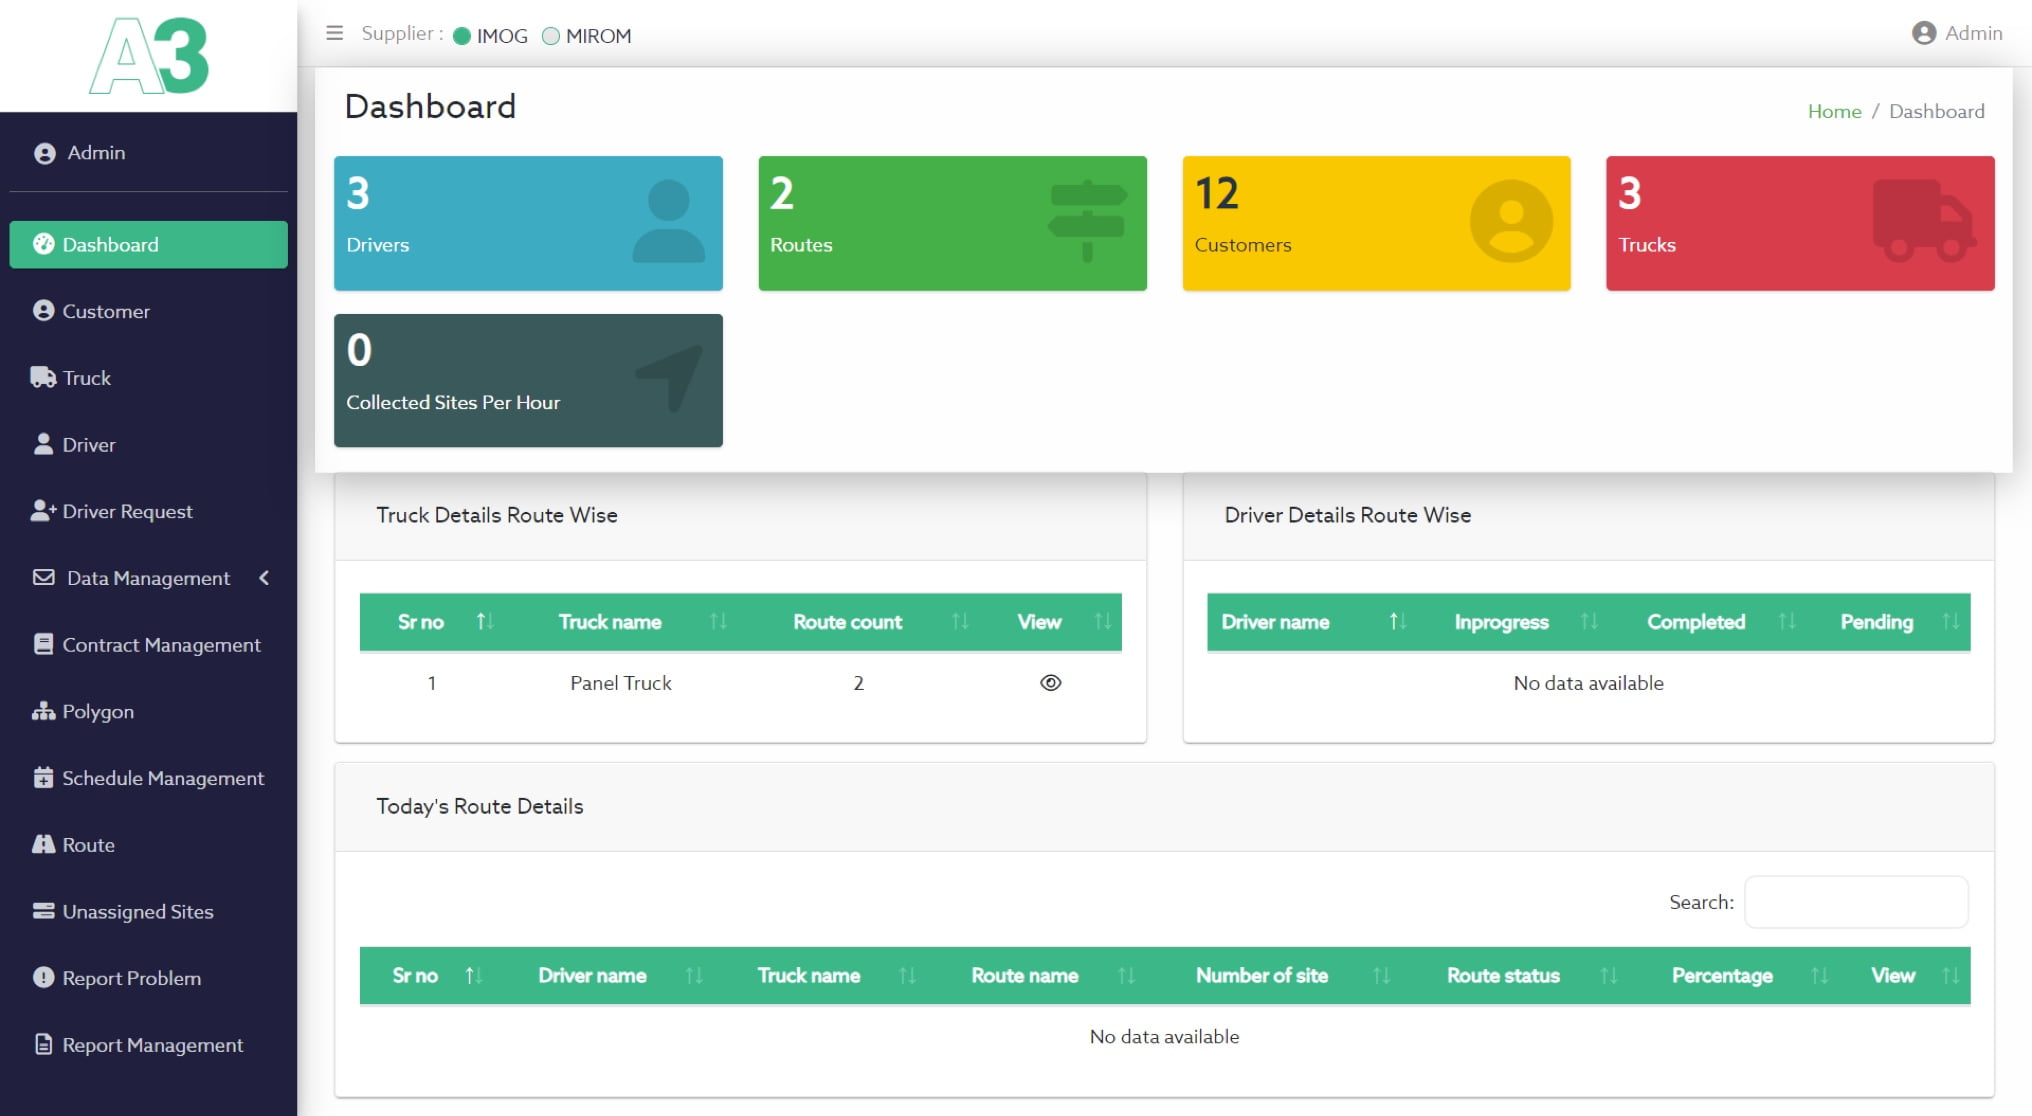 A3
Supplier : IMOG MIROM
Admin
Admin
Dashboard
Customer
Truck
Driver
Driver Request
Data Management
Contract Management
Polygon
Schedule Management
Route
Unassigned Sites
Report Problem
Report Management
Dashboard
Home / Dashboard
3
Drivers
2
Routes
12
Customers
3
Trucks
0
Collected Sites Per Hour
Truck Details Route Wise
Sr no Truck name Route count View
1 Panel Truck 2
Driver Details Route Wise
Driver name Inprogress Completed Pending
No data available
Today's Route Details
Search:
Sr no Driver name Truck name Route name Number of site Route status Percentage View
No data available